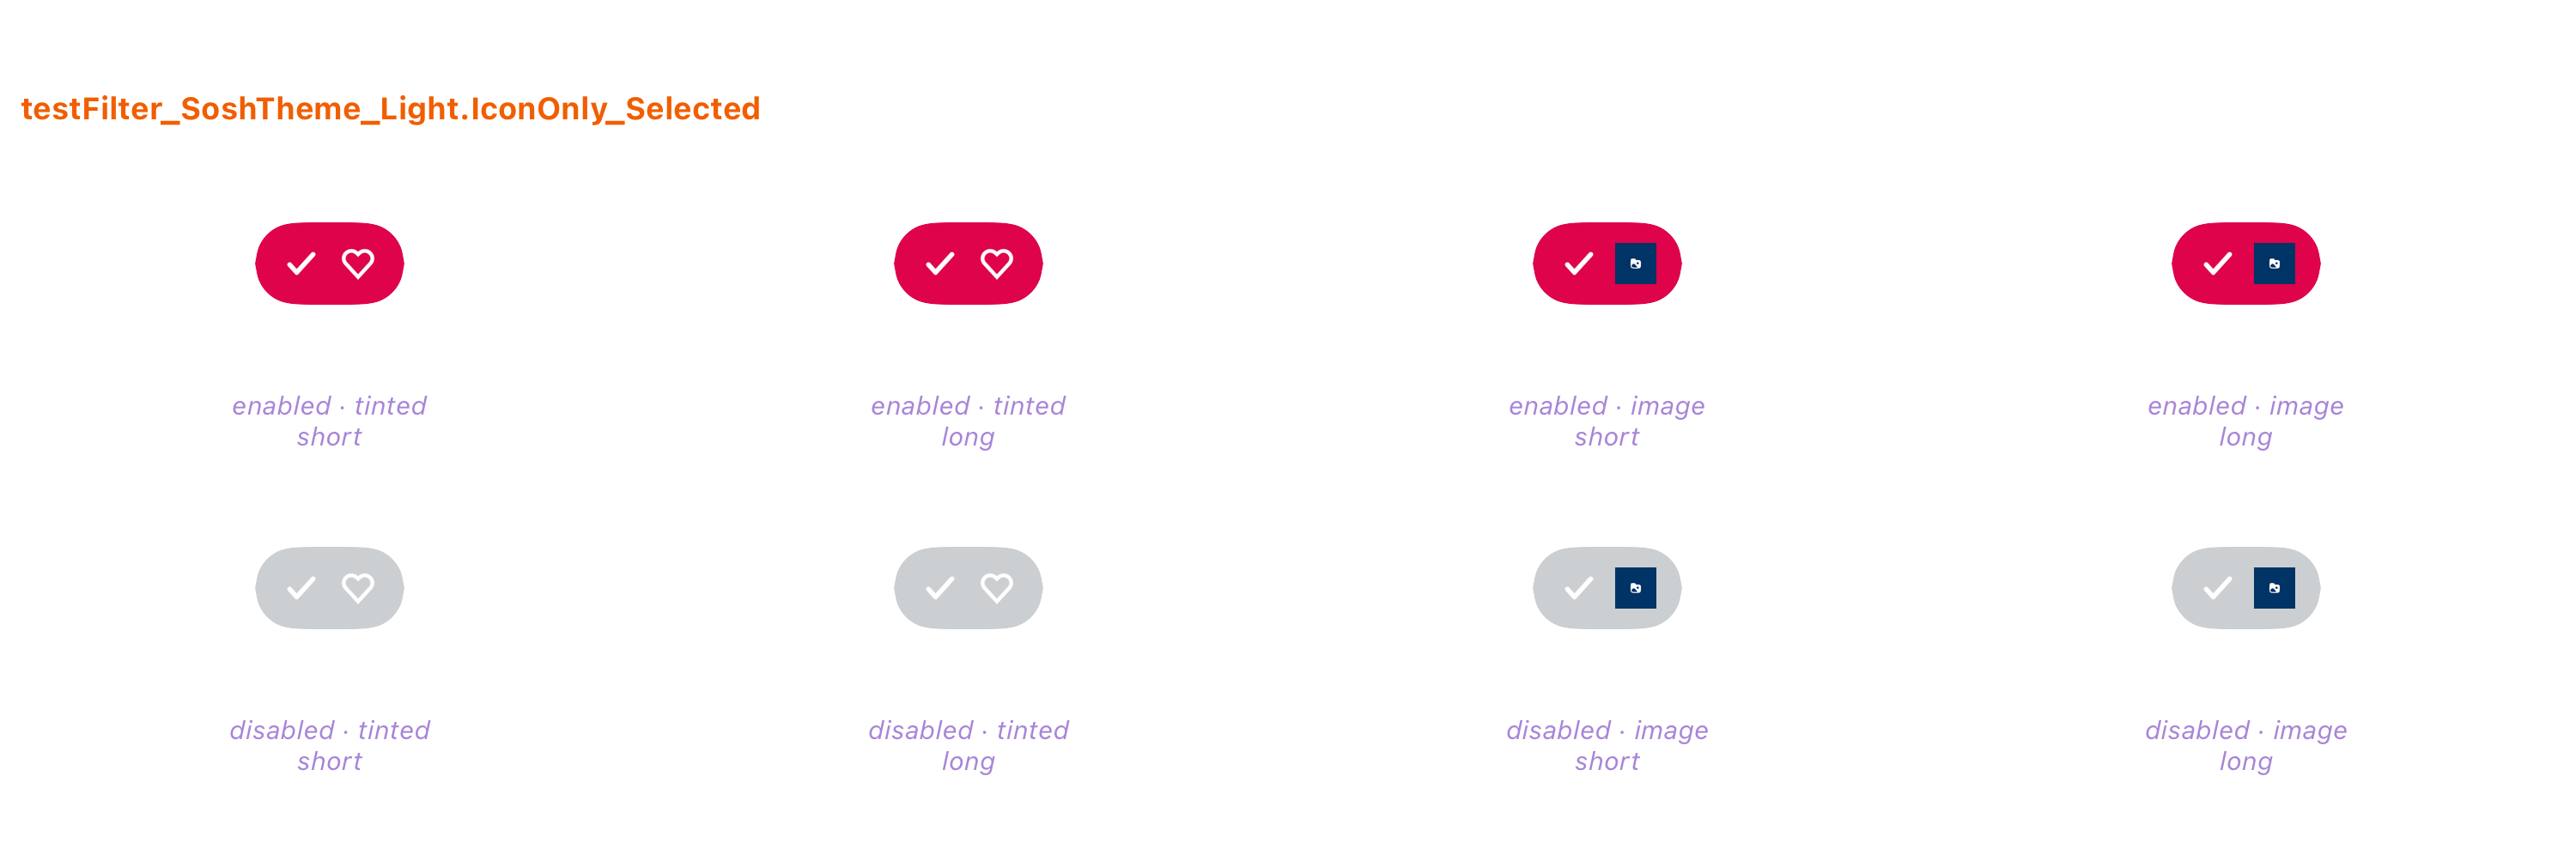 testFilter_SoshTheme_Light.IconOnly_Selected
enabled · tinted
short
enabled · tinted
long
enabled · image
short
enabled · image
long
disabled · tinted
short
disabled · tinted
long
disabled · image
short
disabled · image
long